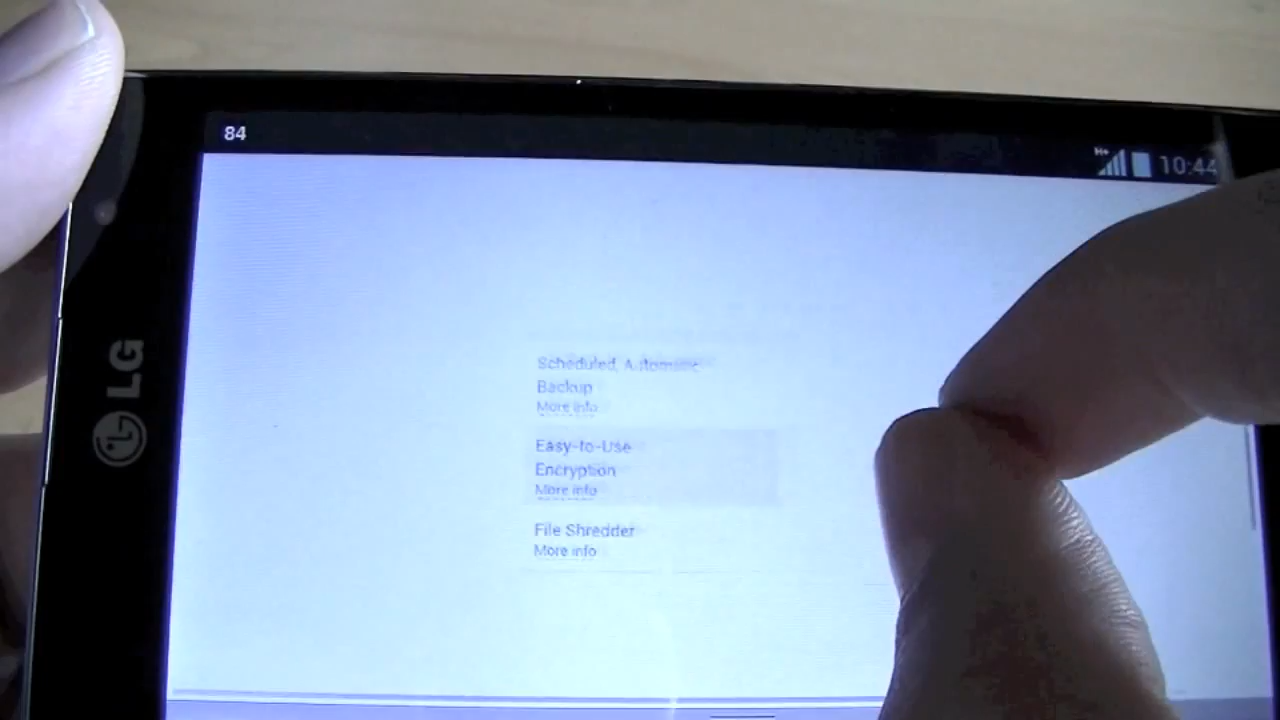 84
H+
10:44
LG
Scheduled, Automatic
Backup
More info
Easy-to-Use
Encryption
More info
File Shredder
More info